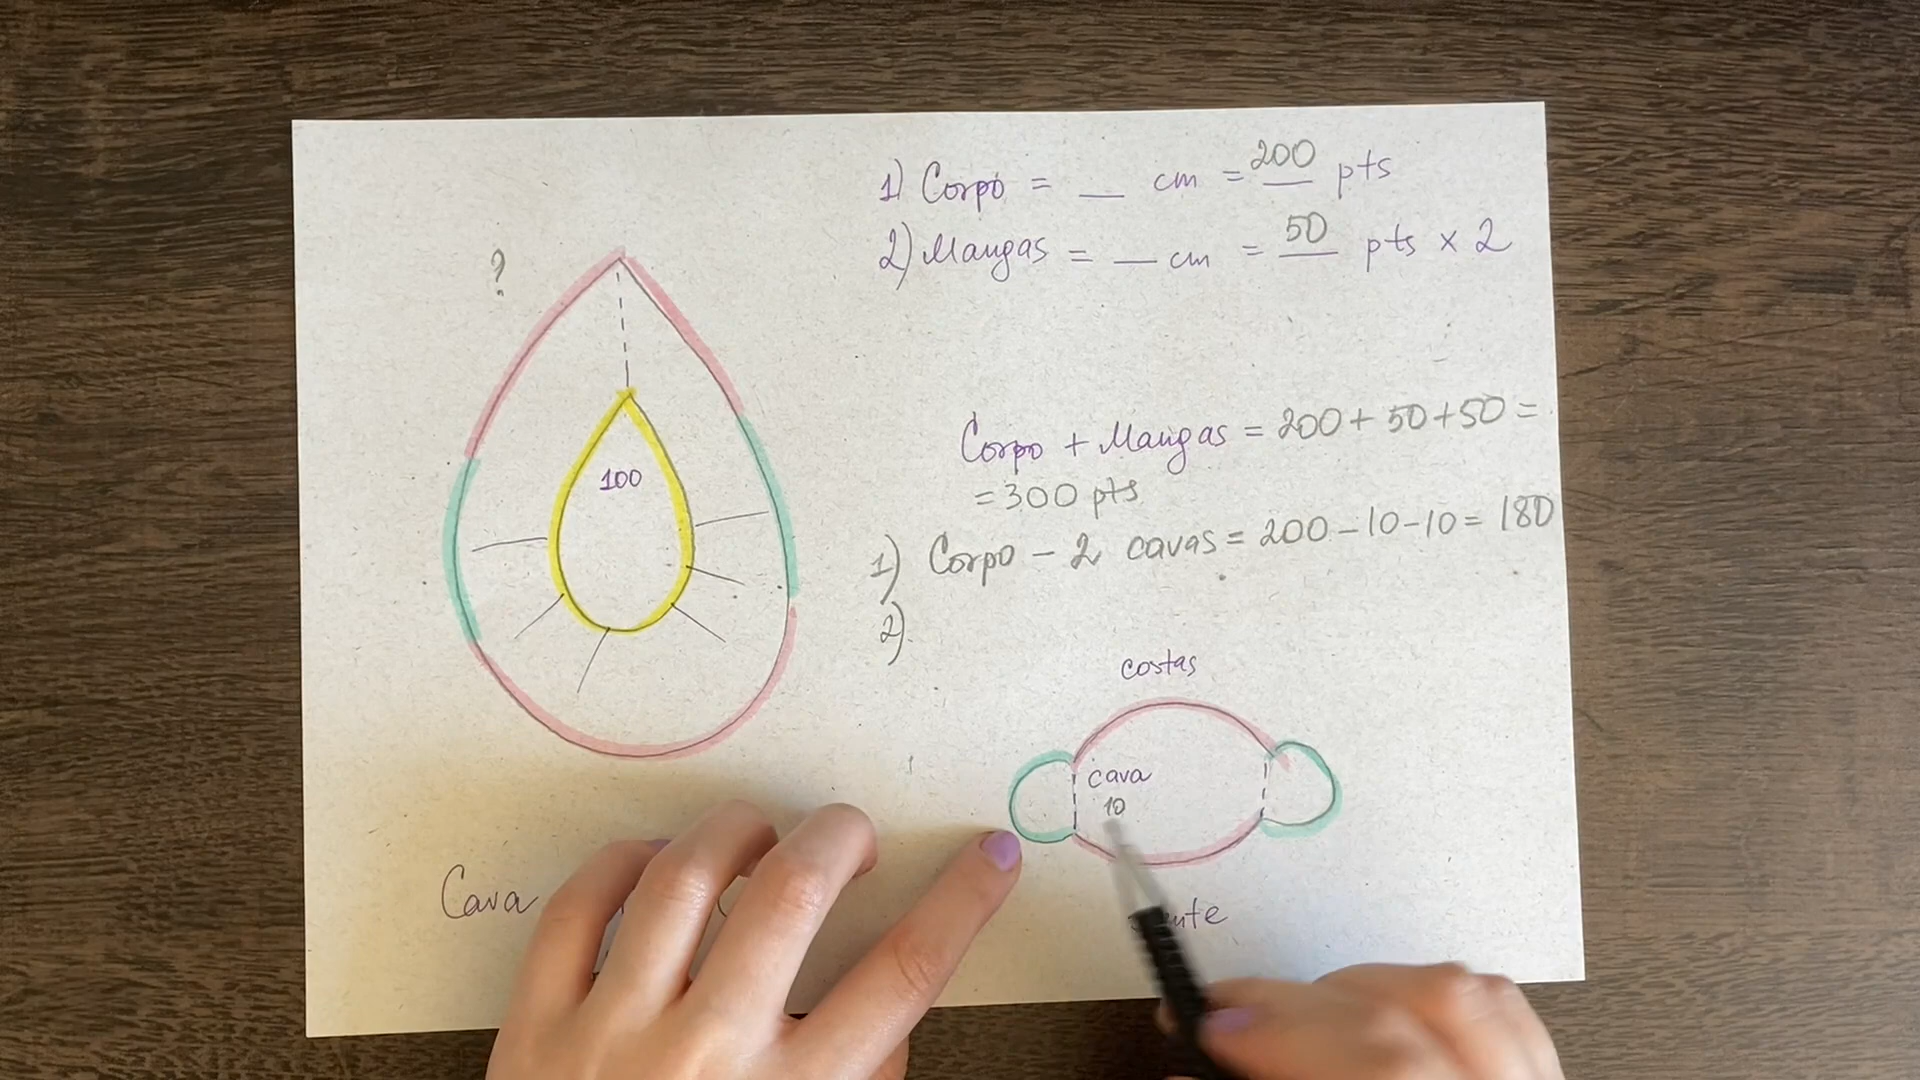 1) Corpo = __ cm = 200 pts
2) Mangas = __ cm = 50 pts x 2
?
100
Corpo + Mangas = 200 + 50 + 50 =
= 300 pts
1) Corpo - 2 cavas = 200 - 10 - 10 = 180
2)
costas
cava
10
Cava